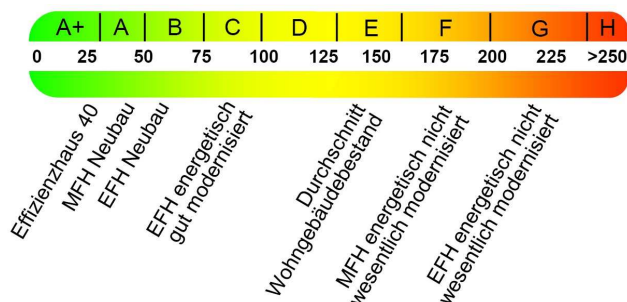 A+ A B C D E F G H
0 25 50 75 100 125 150 175 200 225 >250
Effizienzhaus 40
MFH Neubau
EFH Neubau
EFH energetisch
gut modernisiert
Durchschnitt
Wohngebäudebestand
MFH energetisch nicht
wesentlich modernisiert
EFH energetisch nicht
wesentlich modernisiert